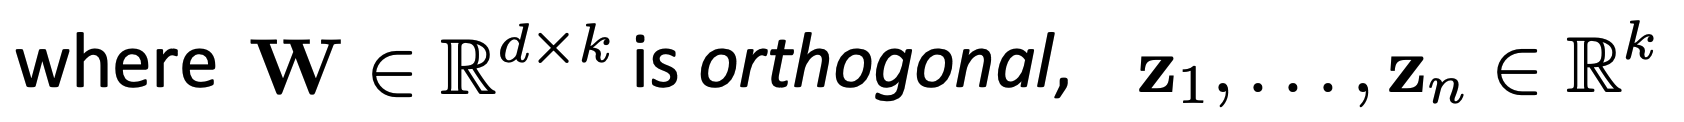 where W ∈ ℝ^{d×k} is orthogonal, z_1, . . . , z_n ∈ ℝ^k